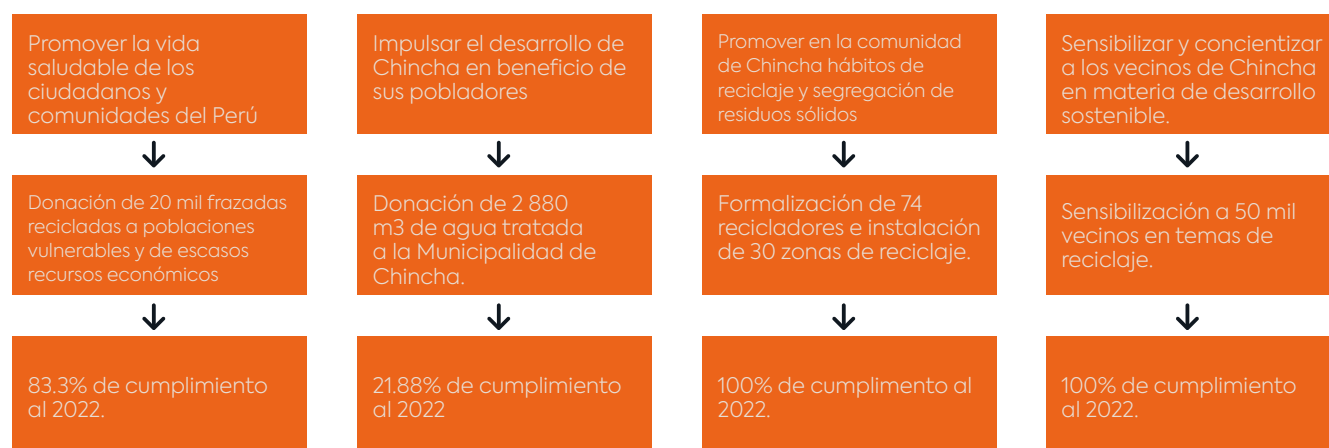 Promover la vida
saludable de los
ciudadanos y
comunidades del Perú
Donación de 20 mil frazadas
recicladas a poblaciones
vulnerables y de escasos
recursos económicos
83.3% de cumplimiento
al 2022.
Impulsar el desarrollo de
Chincha en beneficio de
sus pobladores
Donación de 2 880
m3 de agua tratada
a la Municipalidad de
Chincha.
21.88% de cumplimiento
al 2022
Promover en la comunidad
de Chincha hábitos de
reciclaje y segregación de
residuos sólidos
Formalización de 74
recicladores e instalación
de 30 zonas de reciclaje.
100% de cumplimento al
2022.
Sensibilizar y concientizar
a los vecinos de Chincha
en materia de desarrollo
sostenible.
Sensibilización a 50 mil
vecinos en temas de
reciclaje.
100% de cumplimiento
al 2022.